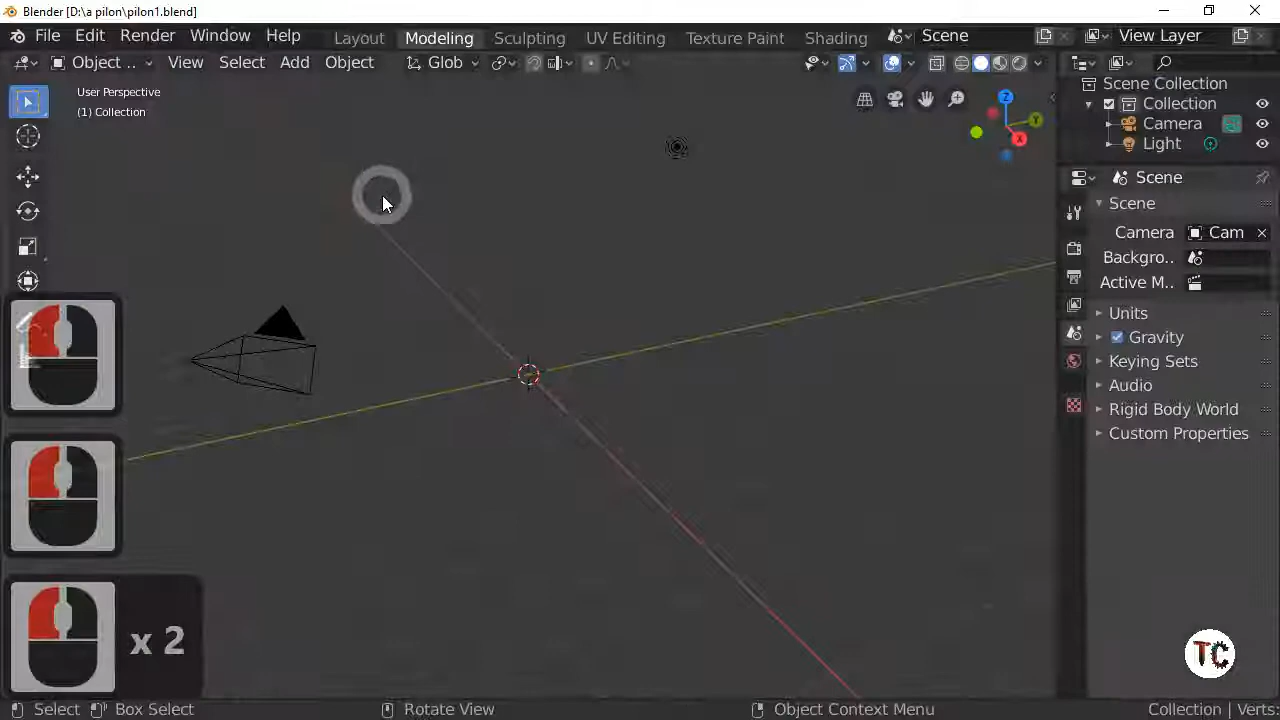 Blender [D:\a pilon\pilon1.blend]
File Edit Render Window Help Layout Modeling Sculpting UV Editing Texture Paint Shading Scene View Layer
Object .. View Select Add Object Glob
User Perspective
(1) Collection
Z
Y
X
Scene Collection
Collection
Camera
Light
Scene
Scene
Camera Cam
Backgro..
Active M..
Units
Gravity
Keying Sets
Audio
Rigid Body World
Custom Properties
x 2
TC
Select Box Select Rotate View Object Context Menu Collection | Verts: